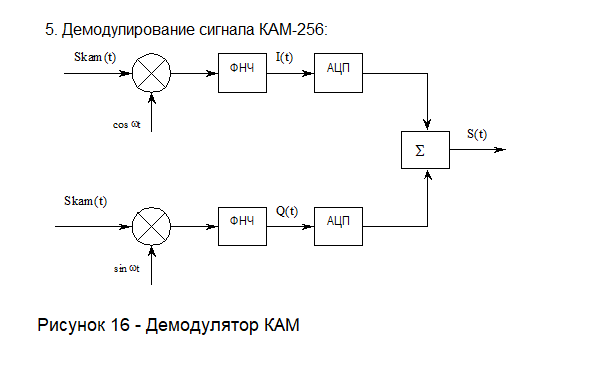 5. Демодулирование сигнала КАМ-256:
Skam(t)
ФНЧ
I(t)
АЦП
cos ωt
Σ
S(t)
Skam(t)
ФНЧ
Q(t)
АЦП
sin ωt
Рисунок 16 - Демодулятор КАМ